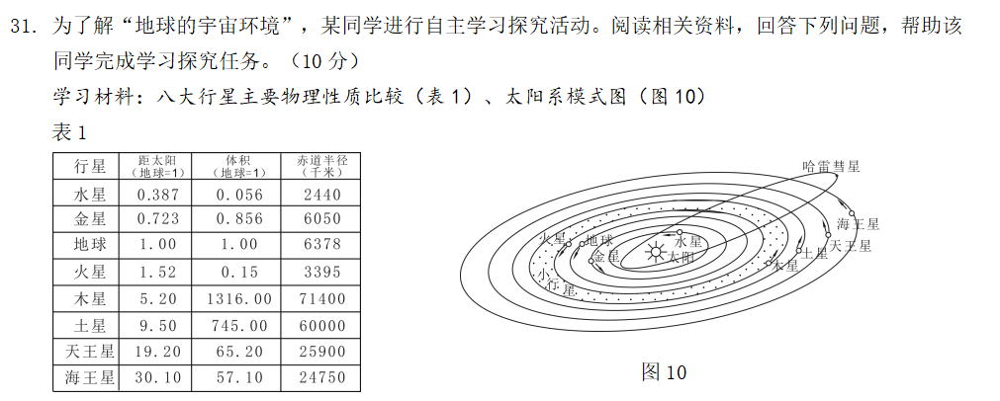 31. 为了解“地球的宇宙环境”，某同学进行自主学习探究活动。阅读相关资料，回答下列问题，帮助该
同学完成学习探究任务。（10 分）
学习材料：八大行星主要物理性质比较（表 1）、太阳系模式图（图 10）
表 1
行星 距太阳（地球=1） 体积（地球=1） 赤道半径（千米）
水星 0.387 0.056 2440
金星 0.723 0.856 6050
地球 1.00 1.00 6378
火星 1.52 0.15 3395
木星 5.20 1316.00 71400
土星 9.50 745.00 60000
天王星 19.20 65.20 25900
海王星 30.10 57.10 24750
哈雷彗星
海王星
天王星
土星
木星
火星
地球
金星
水星
太阳
小行星
图 10